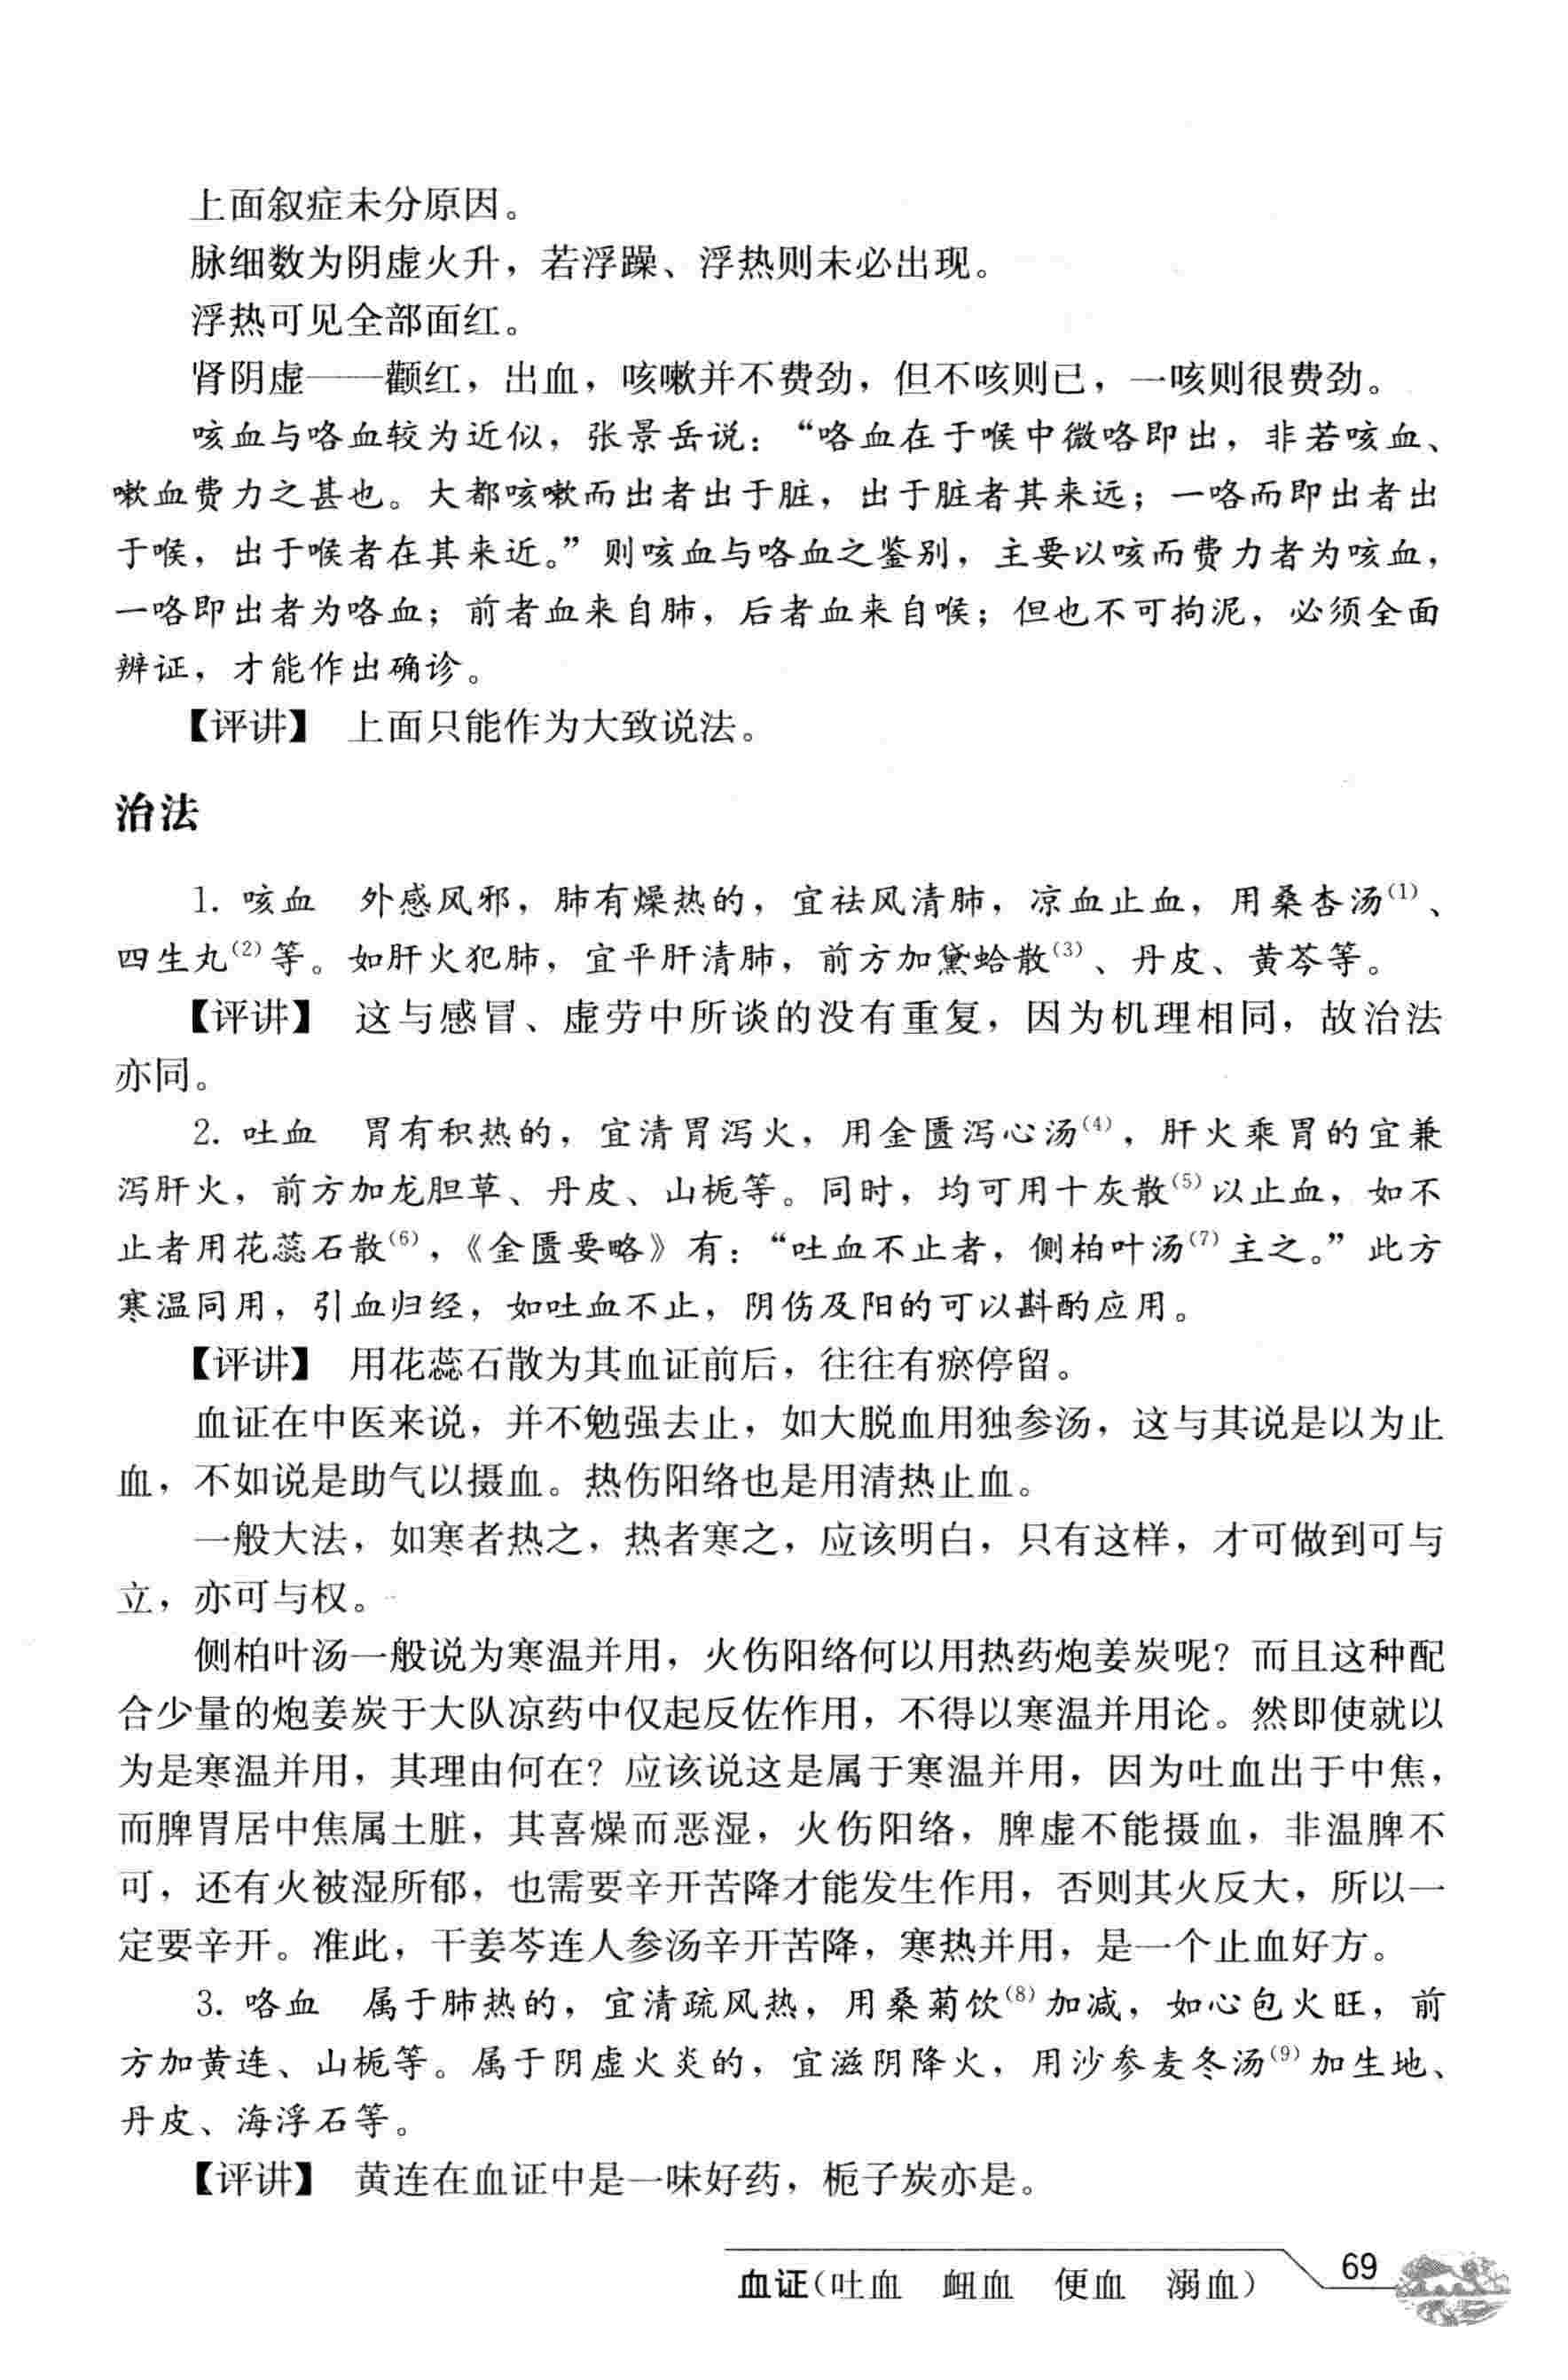 上面叙症未分原因。
脉细数为阴虚火升，若浮躁、浮热则未必出现。
浮热可见全部面红。
肾阴虚——颧红，出血，咳嗽并不费劲，但不咳则已，一咳则很费劲。
咳血与咯血较为近似，张景岳说：“咯血在于喉中微咯即出，非若咳血、
嗽血费力之甚也。大都咳嗽而出者出于脏，出于脏者其来远；一咯而即出者出
于喉，出于喉者在其来近。”则咳血与咯血之鉴别，主要以咳而费力者为咳血，
一咯即出者为咯血；前者血来自肺，后者血来自喉；但也不可拘泥，必须全面
辨证，才能作出确诊。
【评讲】 上面只能作为大致说法。
治法
1. 咳血 外感风邪，肺有燥热的，宜祛风清肺，凉血止血，用桑杏汤⁽¹⁾、
四生丸⁽²⁾等。如肝火犯肺，宜平肝清肺，前方加黛蛤散⁽³⁾、丹皮、黄芩等。
【评讲】 这与感冒、虚劳中所谈的没有重复，因为机理相同，故治法
亦同。
2. 吐血 胃有积热的，宜清胃泻火，用金匮泻心汤⁽⁴⁾，肝火乘胃的宜兼
泻肝火，前方加龙胆草、丹皮、山栀等。同时，均可用十灰散⁽⁵⁾以止血，如不
止者用花蕊石散⁽⁶⁾，《金匮要略》有：“吐血不止者，侧柏叶汤⁽⁷⁾主之。”此方
寒温同用，引血归经，如吐血不止，阴伤及阳的可以斟酌应用。
【评讲】 用花蕊石散为其血证前后，往往有瘀停留。
血证在中医来说，并不勉强去止，如大脱血用独参汤，这与其说是以为止
血，不如说是助气以摄血。热伤阳络也是用清热止血。
一般大法，如寒者热之，热者寒之，应该明白，只有这样，才可做到可与
立，亦可与权。
侧柏叶汤一般说为寒温并用，火伤阳络何以用热药炮姜炭呢？而且这种配
合少量的炮姜炭于大队凉药中仅起反佐作用，不得以寒温并用论。然即使就以
为是寒温并用，其理由何在？应该说这是属于寒温并用，因为吐血出于中焦，
而脾胃居中焦属土脏，其喜燥而恶湿，火伤阳络，脾虚不能摄血，非温脾不
可，还有火被湿所郁，也需要辛开苦降才能发生作用，否则其火反大，所以一
定要辛开。准此，干姜芩连人参汤辛开苦降，寒热并用，是一个止血好方。
3. 咯血 属于肺热的，宜清疏风热，用桑菊饮⁽⁸⁾加减，如心包火旺，前
方加黄连、山栀等。属于阴虚火炎的，宜滋阴降火，用沙参麦冬汤⁽⁹⁾加生地、
丹皮、海浮石等。
【评讲】 黄连在血证中是一味好药，栀子炭亦是。
血证（吐血 衄血 便血 溺血） 69